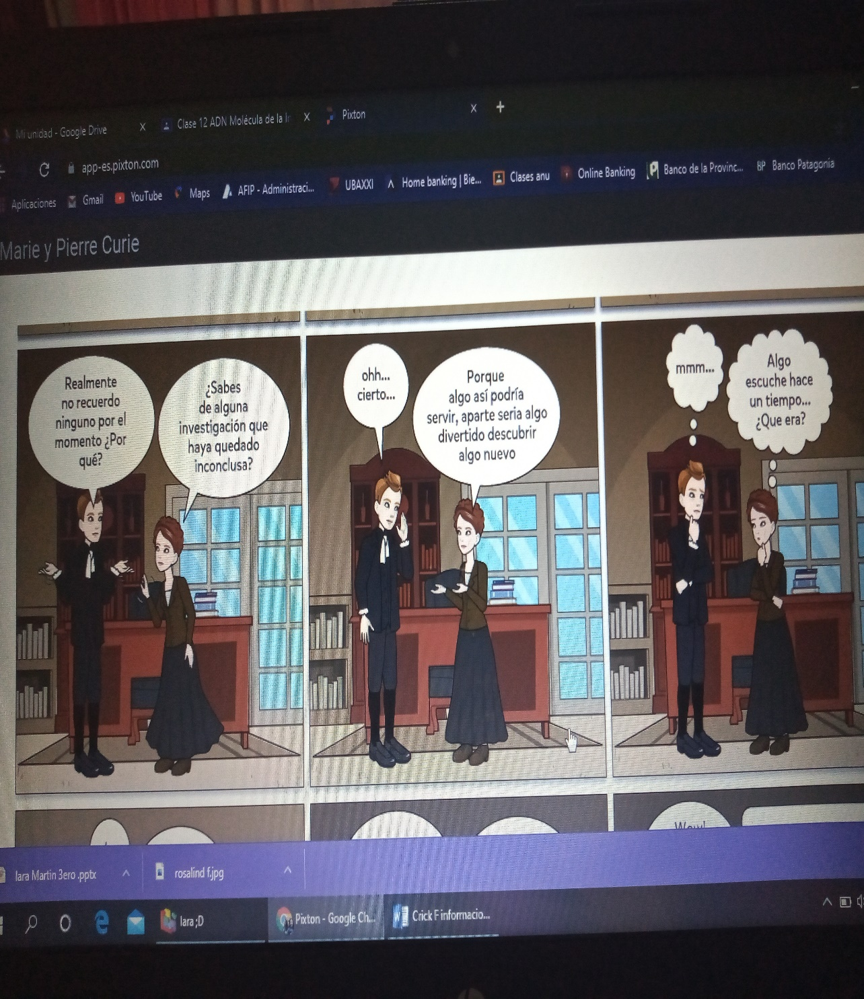 Mi unidad - Google Drive
Clase 12 ADN Molécula de la
Pixton
app-es.pixton.com
Aplicaciones
Gmail
YouTube
Maps
AFIP - Administraci...
UBAXXI
Home banking | Bie...
Clases anu
Online Banking
Banco de la Provinc...
BP Banco Patagonia
Marie y Pierre Curie
Realmente
no recuerdo
ninguno por el
momento ¿Por
qué?
¿Sabes
de alguna
investigación que
haya quedado
inconclusa?
ohh...
cierto...
Porque
algo así podría
servir, aparte seria algo
divertido descubrir
algo nuevo
mmm...
Algo
escuche hace
un tiempo...
¿Que era?
Wow!
Iara Martin 3ero .pptx
rosalind f.jpg
Iara ;D
Pixton - Google Ch...
Crick F informacio...